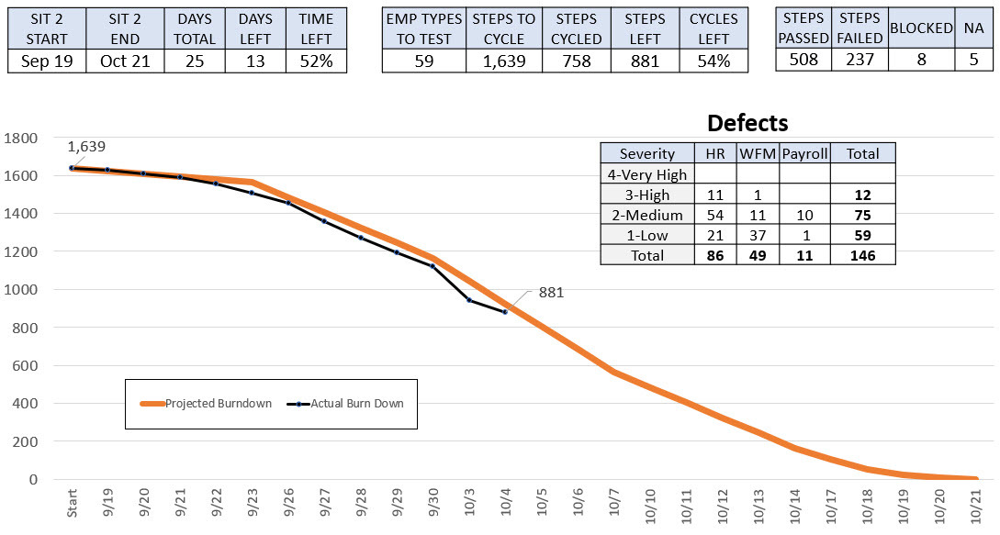 SIT 2 START
SIT 2 END
DAYS TOTAL
DAYS LEFT
TIME LEFT
Sep 19
Oct 21
25
13
52%
EMP TYPES TO TEST
STEPS TO CYCLE
STEPS CYCLED
STEPS LEFT
CYCLES LEFT
59
1,639
758
881
54%
STEPS PASSED
STEPS FAILED
BLOCKED
NA
508
237
8
5
Defects
Severity HR WFM Payroll Total
4-Very High
3-High 11 1 12
2-Medium 54 11 10 75
1-Low 21 37 1 59
Total 86 49 11 146
1800
1600
1400
1200
1000
800
600
400
200
0
1,639
881
Projected Burndown
Actual Burn Down
Start
9/19
9/20
9/21
9/22
9/23
9/26
9/27
9/28
9/29
9/30
10/3
10/4
10/5
10/6
10/7
10/10
10/11
10/12
10/13
10/14
10/17
10/18
10/19
10/20
10/21